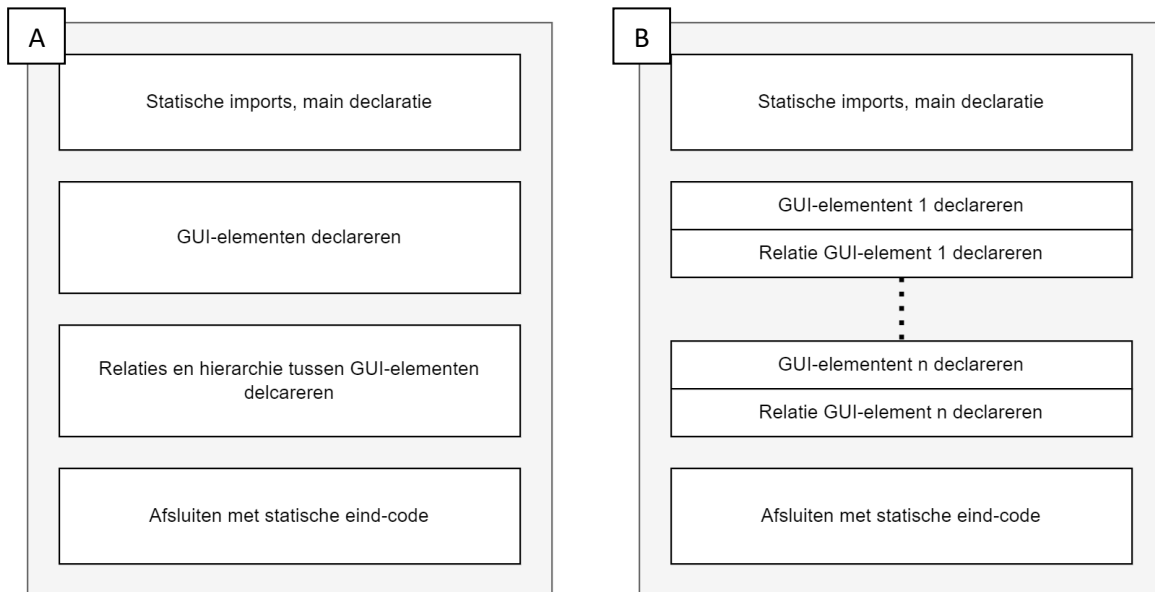 A
Statische imports, main declaratie
GUI-elementen declareren
Relaties en hierarchie tussen GUI-elementen
delcareren
Afsluiten met statische eind-code
B
Statische imports, main declaratie
GUI-elementent 1 declareren
Relatie GUI-element 1 declareren
GUI-elementent n declareren
Relatie GUI-element n declareren
Afsluiten met statische eind-code